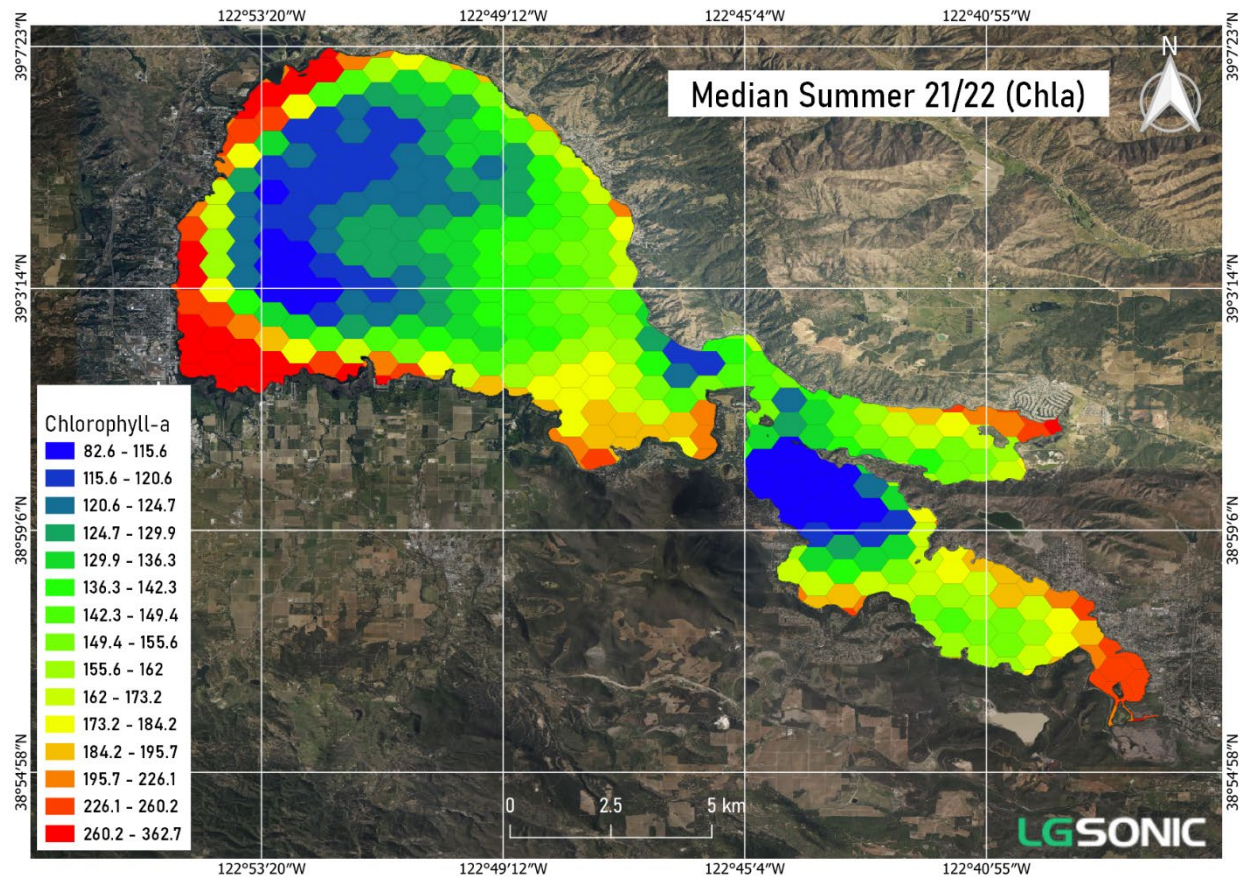 122°53'20"W 122°49'12"W 122°45'4"W 122°40'55"W
39°7'23"N
39°7'23"N
N
Median Summer 21/22 (Chla)
39°3'14"N
39°3'14"N
Chlorophyll-a
82.6 - 115.6
115.6 - 120.6
120.6 - 124.7
124.7 - 129.9
129.9 - 136.3
136.3 - 142.3
142.3 - 149.4
149.4 - 155.6
155.6 - 162
162 - 173.2
173.2 - 184.2
184.2 - 195.7
195.7 - 226.1
226.1 - 260.2
260.2 - 362.7
38°59'6"N
38°59'6"N
38°54'58"N
38°54'58"N
0 2.5 5 km
LGSONIC
122°53'20"W 122°49'12"W 122°45'4"W 122°40'55"W